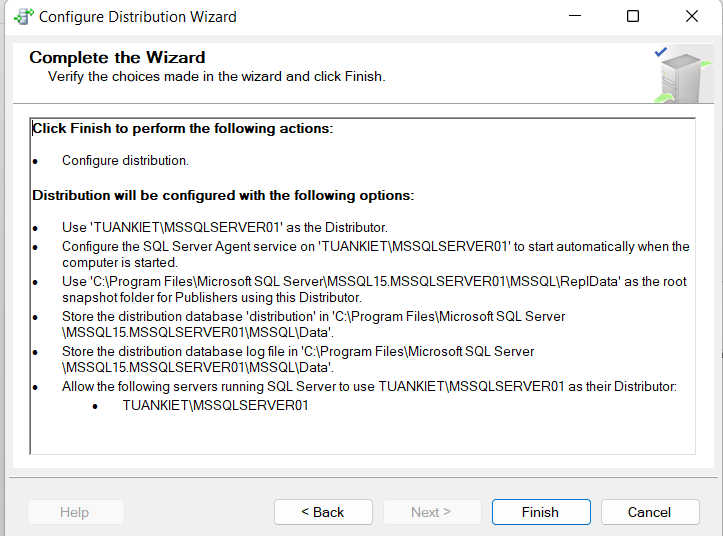 Configure Distribution Wizard
Complete the Wizard
Verify the choices made in the wizard and click Finish.
Click Finish to perform the following actions:
• Configure distribution.
Distribution will be configured with the following options:
• Use 'TUANKIET\MSSQLSERVER01' as the Distributor.
• Configure the SQL Server Agent service on 'TUANKIET\MSSQLSERVER01' to start automatically when the
computer is started.
• Use 'C:\Program Files\Microsoft SQL Server\MSSQL15.MSSQLSERVER01\MSSQL\ReplData' as the root
snapshot folder for Publishers using this Distributor.
• Store the distribution database 'distribution' in 'C:\Program Files\Microsoft SQL Server
\MSSQL15.MSSQLSERVER01\MSSQL\Data'.
• Store the distribution database log file in 'C:\Program Files\Microsoft SQL Server
\MSSQL15.MSSQLSERVER01\MSSQL\Data'.
• Allow the following servers running SQL Server to use TUANKIET\MSSQLSERVER01 as their Distributor:
• TUANKIET\MSSQLSERVER01
Help
< Back
Next >
Finish
Cancel